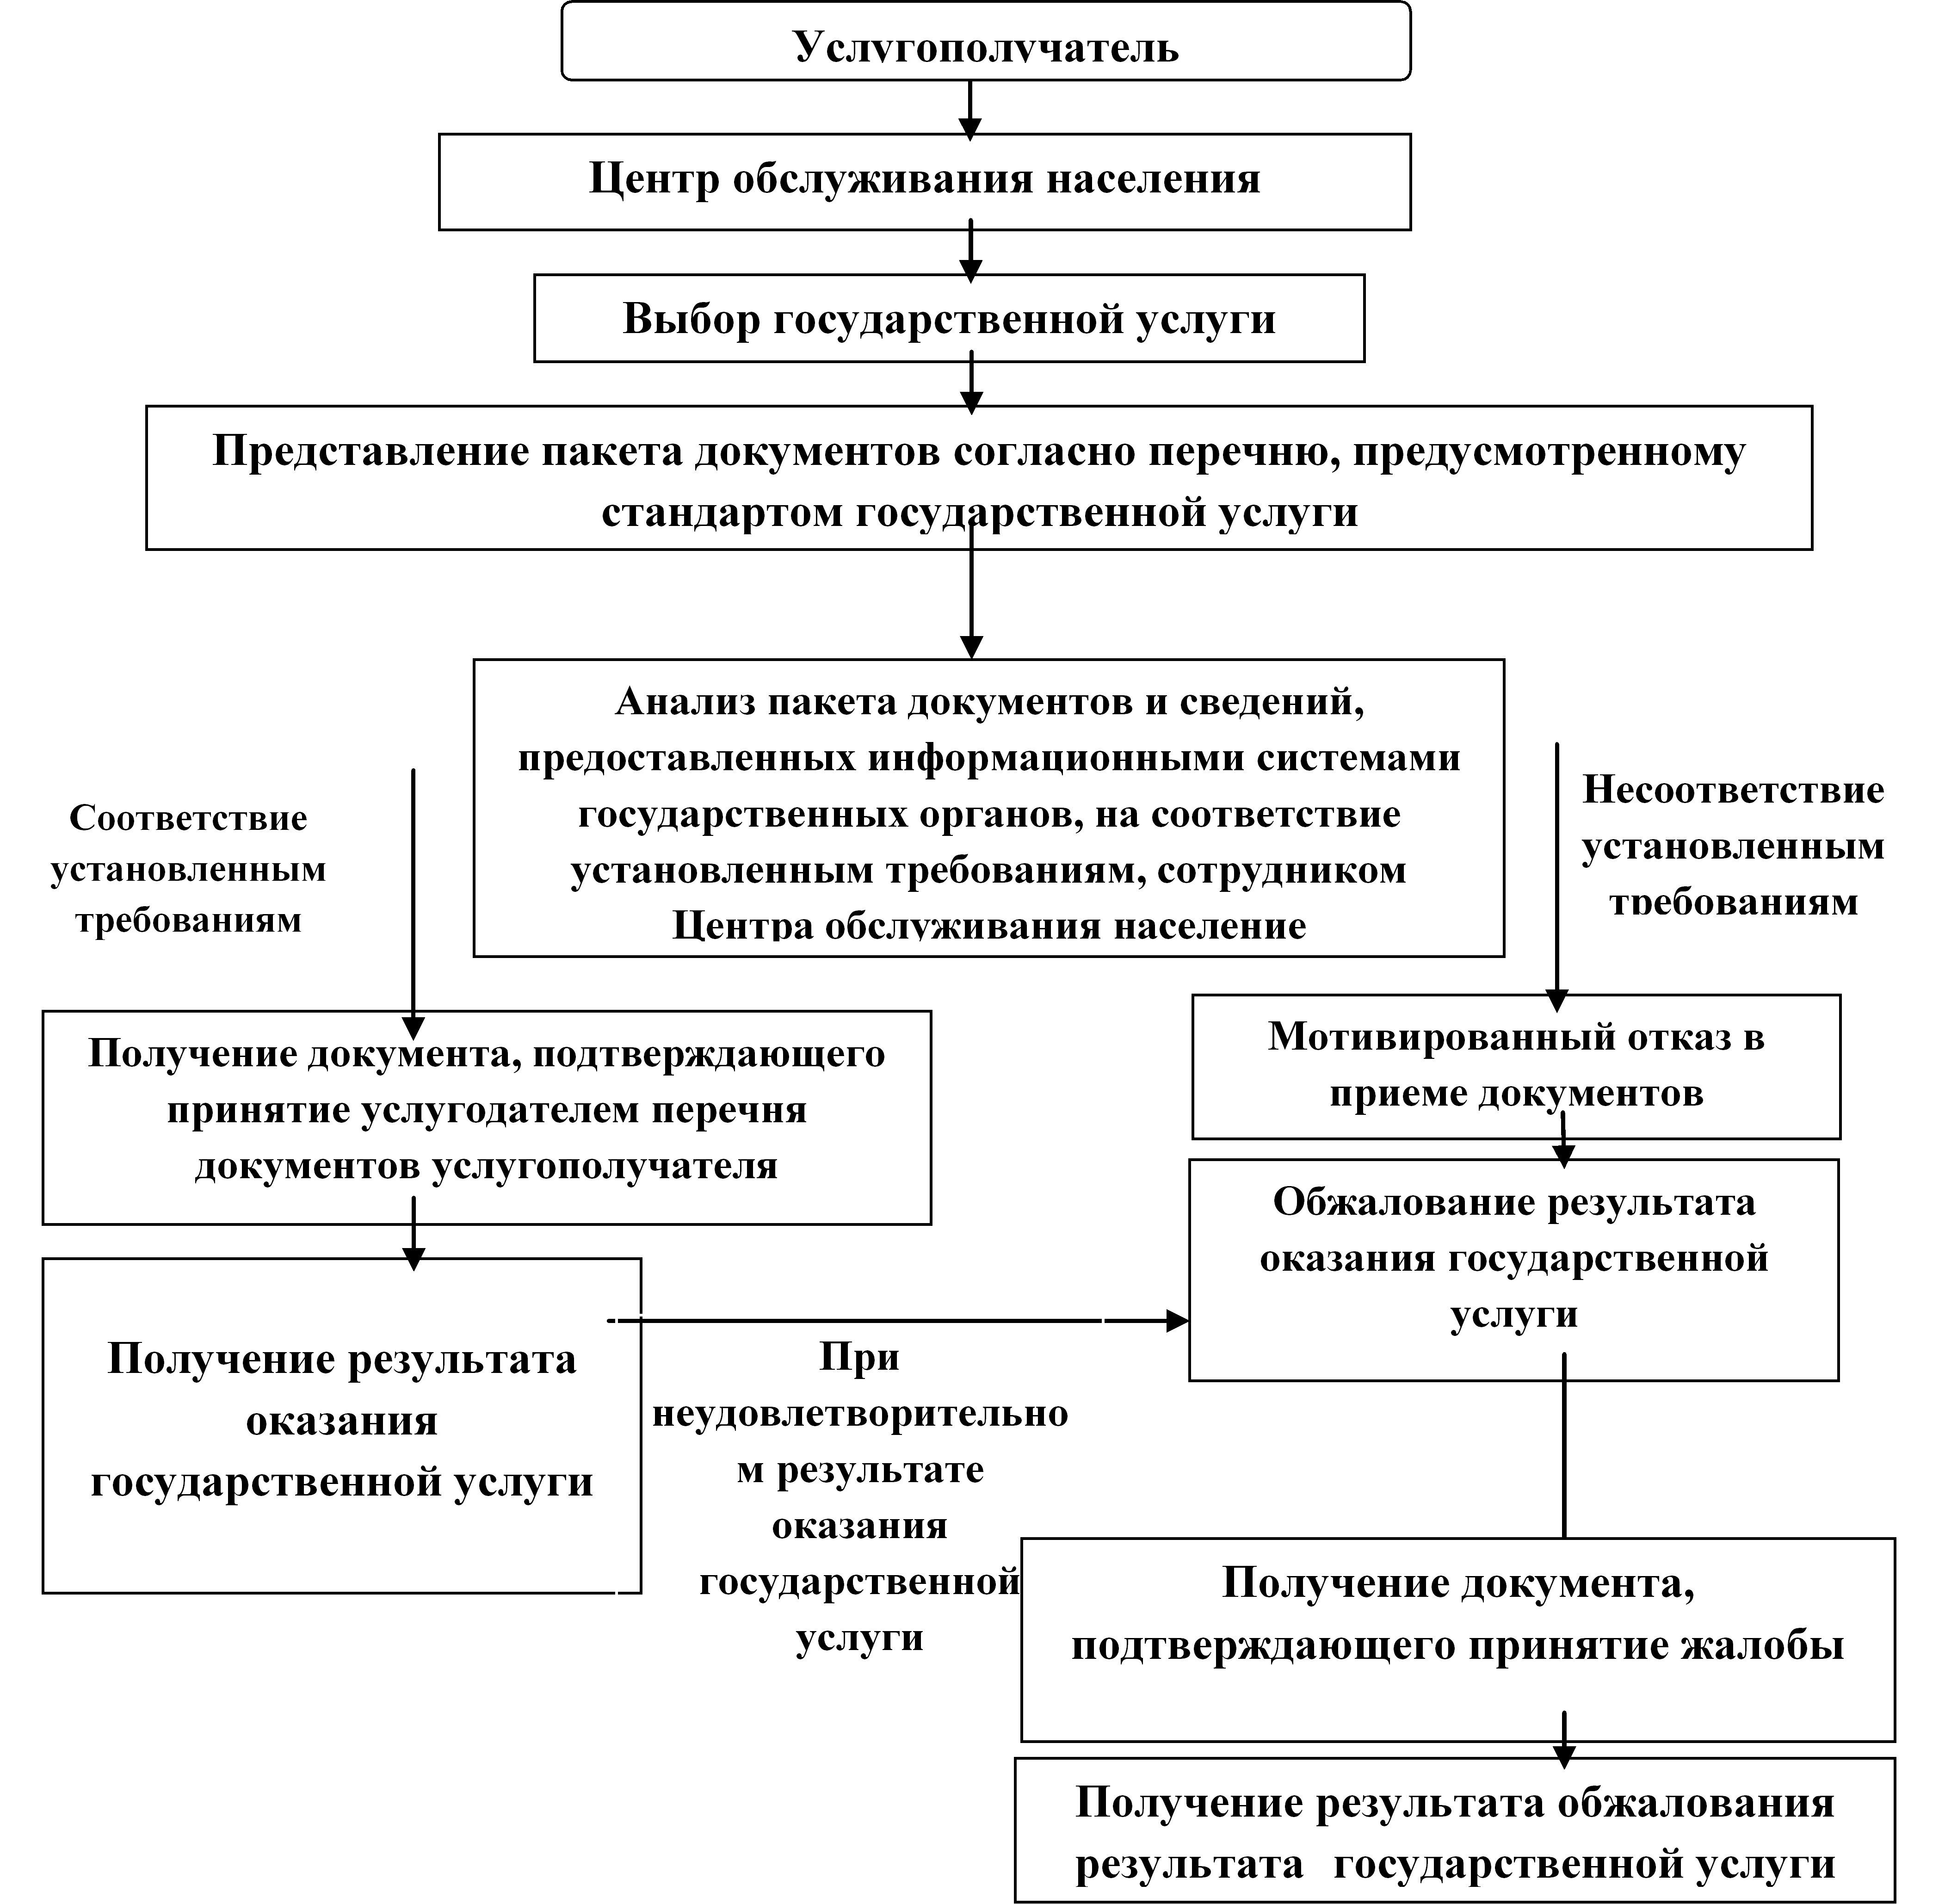 Услугополучатель
Центр обслуживания населения
Выбор государственной услуги
Представление пакета документов согласно перечню, предусмотренному
стандартом государственной услуги
Анализ пакета документов и сведений,
предоставленных информационными системами
государственных органов, на соответствие
установленным требованиям, сотрудником
Центра обслуживания население
Соответствие
установленным
требованиям
Несоответствие
установленным
требованиям
Получение документа, подтверждающего
принятие услугодателем перечня
документов услугополучателя
Мотивированный отказ в
приеме документов
Обжалование результата
оказания государственной
услуги
Получение результата
оказания
государственной услуги
При
неудовлетворительно
м результате
оказания
государственной
услуги
Получение документа,
подтверждающего принятие жалобы
Получение результата обжалования
результата государственной услуги